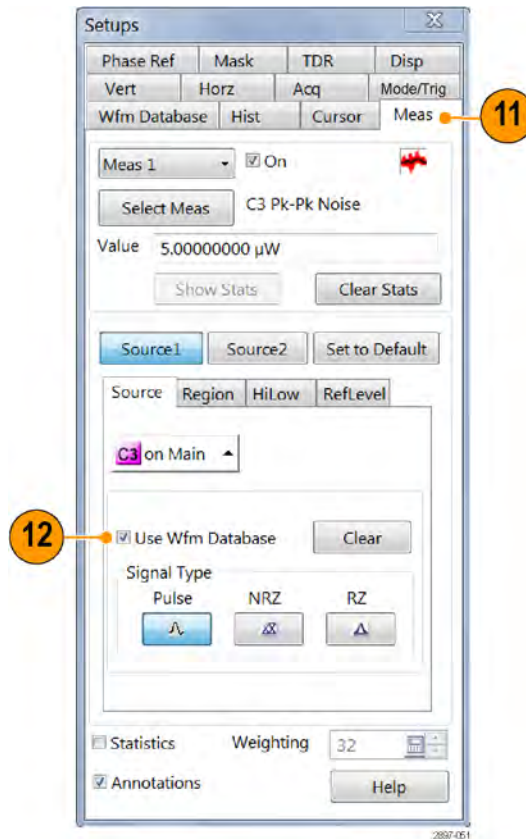 Setups
Phase Ref Mask TDR Disp
Vert Horz Acq Mode/Trig
Wfm Database Hist Cursor Meas
11
Meas 1 On
Select Meas C3 Pk-Pk Noise
Value 5.00000000 µW
Show Stats Clear Stats
Source1 Source2 Set to Default
Source Region HiLow RefLevel
C3 on Main
12
Use Wfm Database Clear
Signal Type
Pulse NRZ RZ
Statistics Weighting 32
Annotations Help
2897-051